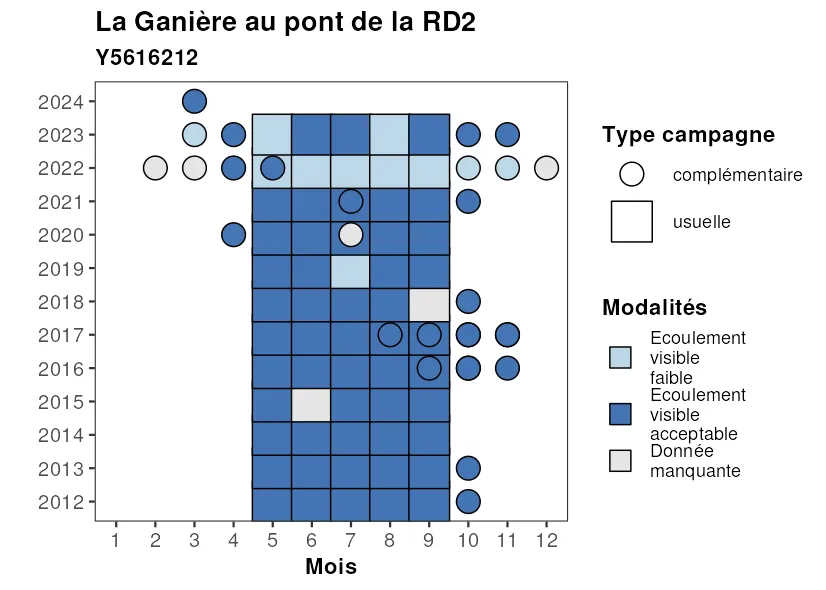 La Ganière au pont de la RD2
Y5616212
2024
2023
2022
2021
2020
2019
2018
2017
2016
2015
2014
2013
2012
1 2 3 4 5 6 7 8 9 10 11 12
Mois
Type campagne
complémentaire
usuelle
Modalités
Ecoulement
visible
faible
Ecoulement
visible
acceptable
Donnée
manquante